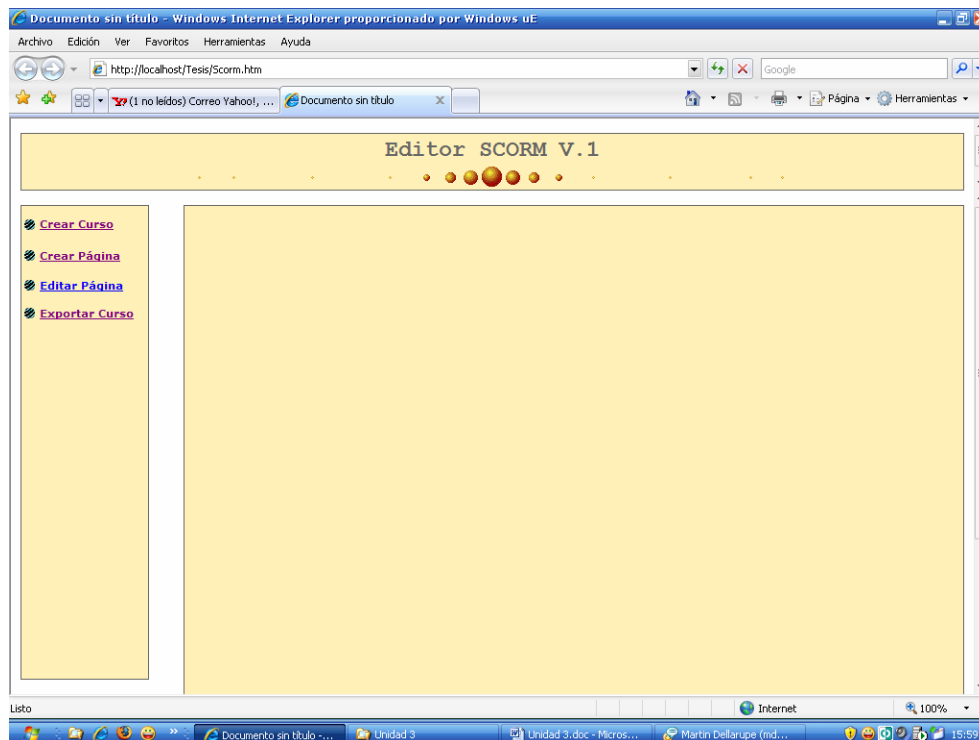 Documento sin título - Windows Internet Explorer proporcionado por Windows uE
Archivo Edición Ver Favoritos Herramientas Ayuda
http://localhost/Tesis/Scorm.htm Google
(1 no leídos) Correo Yahoo!, ... Documento sin título Página Herramientas
Editor SCORM V.1
Crear Curso
Crear Página
Editar Página
Exportar Curso
Listo Internet 100%
Documento sin título -... Unidad 3 Unidad 3.doc - Micros... Martin Dellarupe (md...